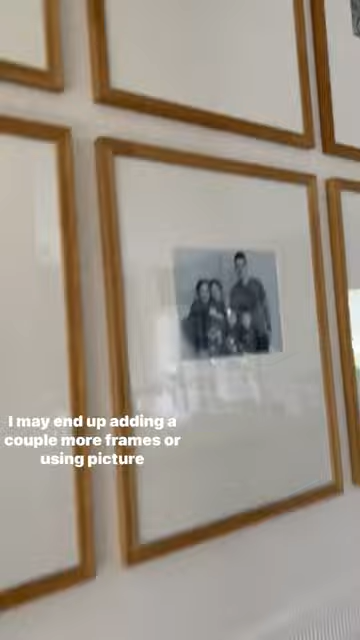 I may end up adding a
couple more frames or
using picture